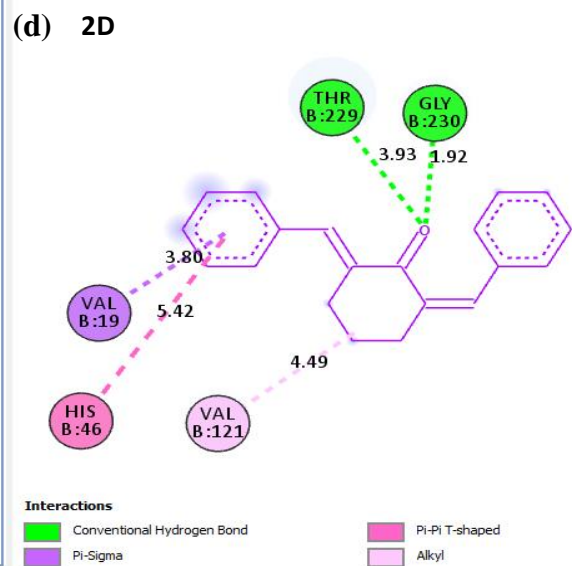 (d) 2D
THR
B:229
GLY
B:230
3.93
1.92
O
3.80
VAL
B:19
5.42
4.49
HIS
B:46
VAL
B:121
Interactions
Conventional Hydrogen Bond
Pi-Pi T-shaped
Pi-Sigma
Alkyl